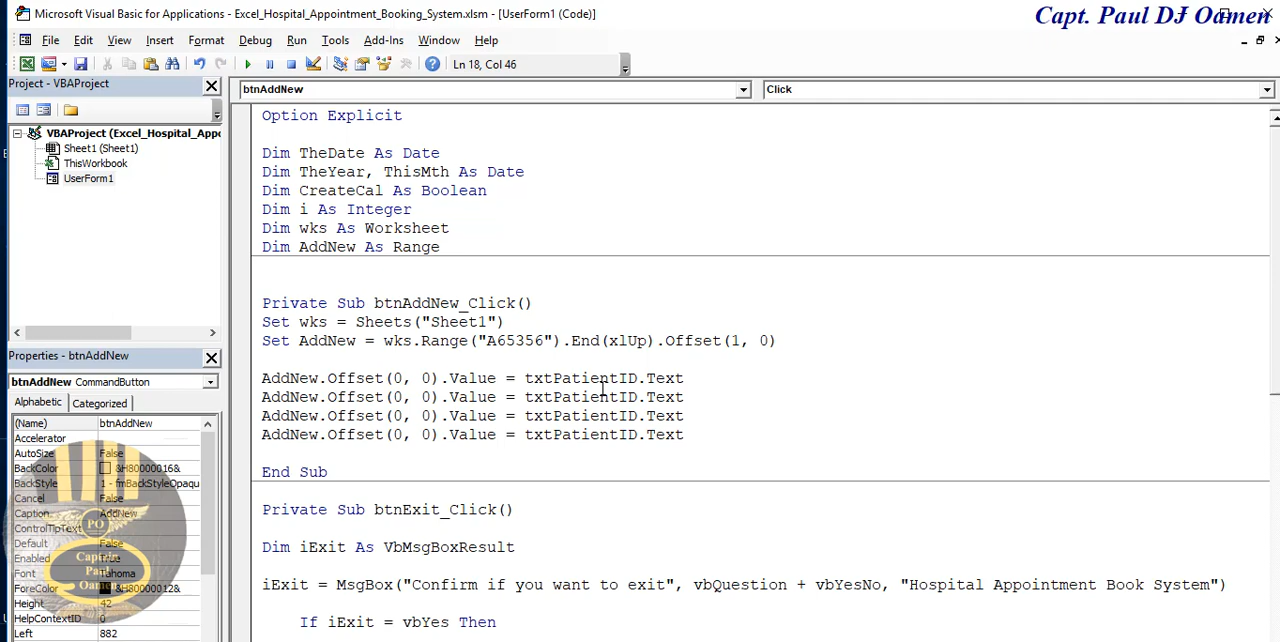 Microsoft Visual Basic for Applications - Excel_Hospital_Appointment_Booking_System.xlsm - [UserForm1 (Code)]
Capt. Paul DJ Oamen
File Edit View Insert Format Debug Run Tools Add-Ins Window Help
Ln 18, Col 46
Project - VBAProject
VBAProject (Excel_Hospital_Appo
Sheet1 (Sheet1)
ThisWorkbook
UserForm1
Properties - btnAddNew
btnAddNew CommandButton
Alphabetic Categorized
(Name) btnAddNew
Accelerator
AutoSize False
BackColor &H80000016&
BackStyle 1 - fmBackStyleOpaqu
Cancel False
Caption AddNew
ControlTipText
Default False
Enabled True
Font Tahoma
ForeColor &H80000012&
Height 42
HelpContextID 0
Left 882
PO
Captain
Paul
Oamen
btnAddNew Click
Option Explicit
Dim TheDate As Date
Dim TheYear, ThisMth As Date
Dim CreateCal As Boolean
Dim i As Integer
Dim wks As Worksheet
Dim AddNew As Range
Private Sub btnAddNew_Click()
Set wks = Sheets("Sheet1")
Set AddNew = wks.Range("A65356").End(xlUp).Offset(1, 0)
AddNew.Offset(0, 0).Value = txtPatientID.Text
AddNew.Offset(0, 0).Value = txtPatientID.Text
AddNew.Offset(0, 0).Value = txtPatientID.Text
AddNew.Offset(0, 0).Value = txtPatientID.Text
End Sub
Private Sub btnExit_Click()
Dim iExit As VbMsgBoxResult
iExit = MsgBox("Confirm if you want to exit", vbQuestion + vbYesNo, "Hospital Appointment Book System")
If iExit = vbYes Then